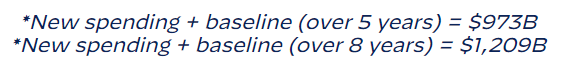 *New spending + baseline (over 5 years) = $973B
*New spending + baseline (over 8 years) = $1,209B